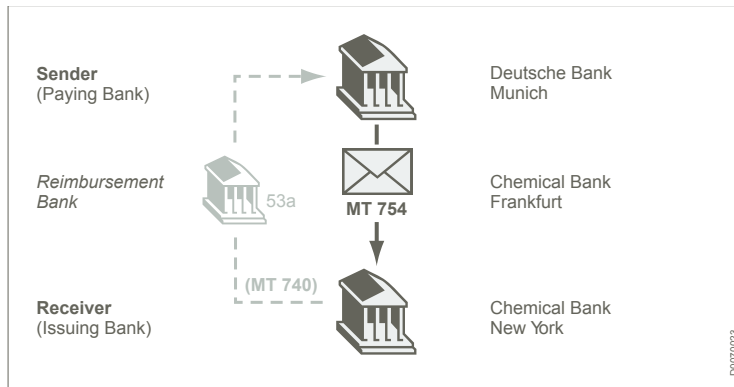 Sender
(Paying Bank)
Deutsche Bank
Munich
Reimbursement
Bank
53a
MT 754
Chemical Bank
Frankfurt
(MT 740)
Receiver
(Issuing Bank)
Chemical Bank
New York
D0070023